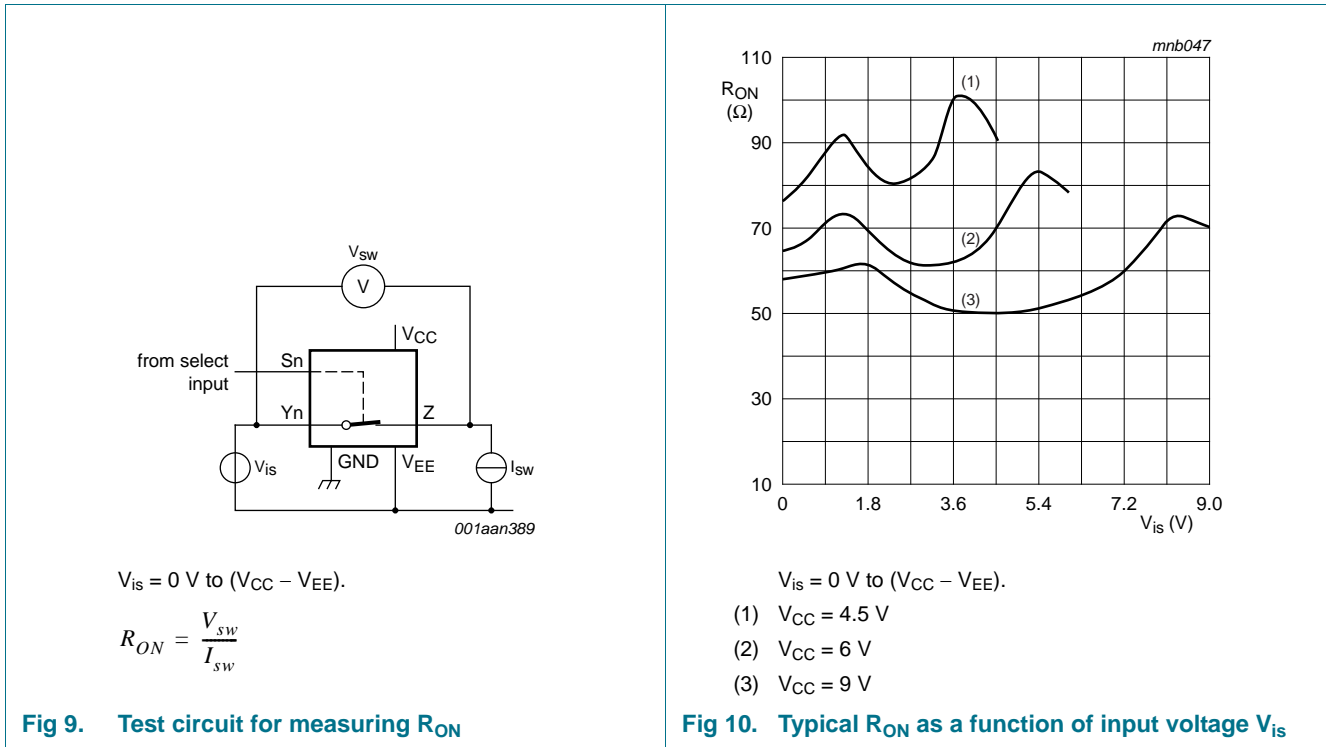 V_sw
V
V_CC
from select
input
Sn
Yn
Z
V_is
GND
V_EE
I_sw
001aan389
V_is = 0 V to (V_CC − V_EE).
R_ON = V_sw / I_sw
Fig 9. Test circuit for measuring R_ON
mnb047
110
R_ON
(Ω)
90
70
50
30
10
(1)
(2)
(3)
0 1.8 3.6 5.4 7.2 9.0
V_is (V)
V_is = 0 V to (V_CC − V_EE).
(1) V_CC = 4.5 V
(2) V_CC = 6 V
(3) V_CC = 9 V
Fig 10. Typical R_ON as a function of input voltage V_is